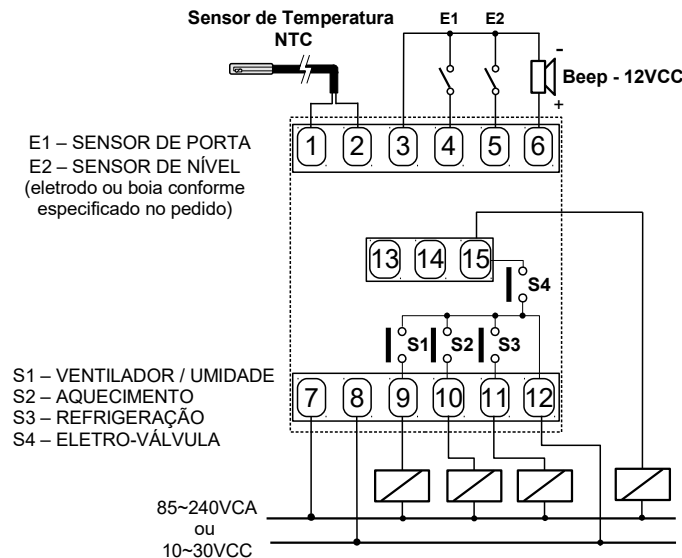 Sensor de Temperatura
NTC
E1
E2
-
Beep - 12VCC
+
E1 – SENSOR DE PORTA
E2 – SENSOR DE NÍVEL
(eletrodo ou boia conforme
especificado no pedido)
1 2 3 4 5 6
13 14 15
S4
S1 S2 S3
S1 – VENTILADOR / UMIDADE
S2 – AQUECIMENTO
S3 – REFRIGERAÇÃO
S4 – ELETRO-VÁLVULA
7 8 9 10 11 12
85~240VCA
ou
10~30VCC